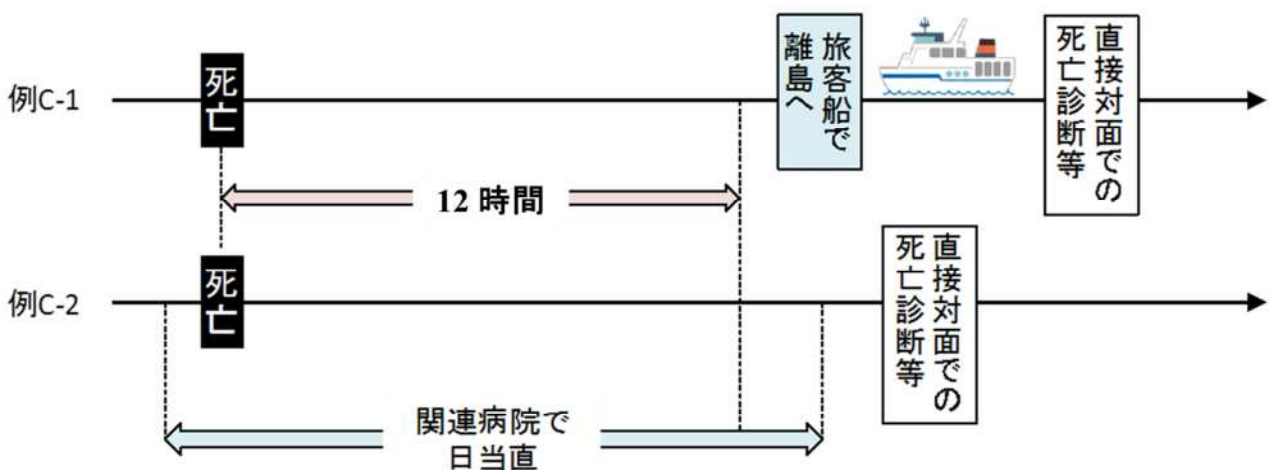 例C-1
死亡
旅客船で
離島へ
直接対面での
死亡診断等
12 時間
例C-2
死亡
直接対面での
死亡診断等
関連病院で
日当直